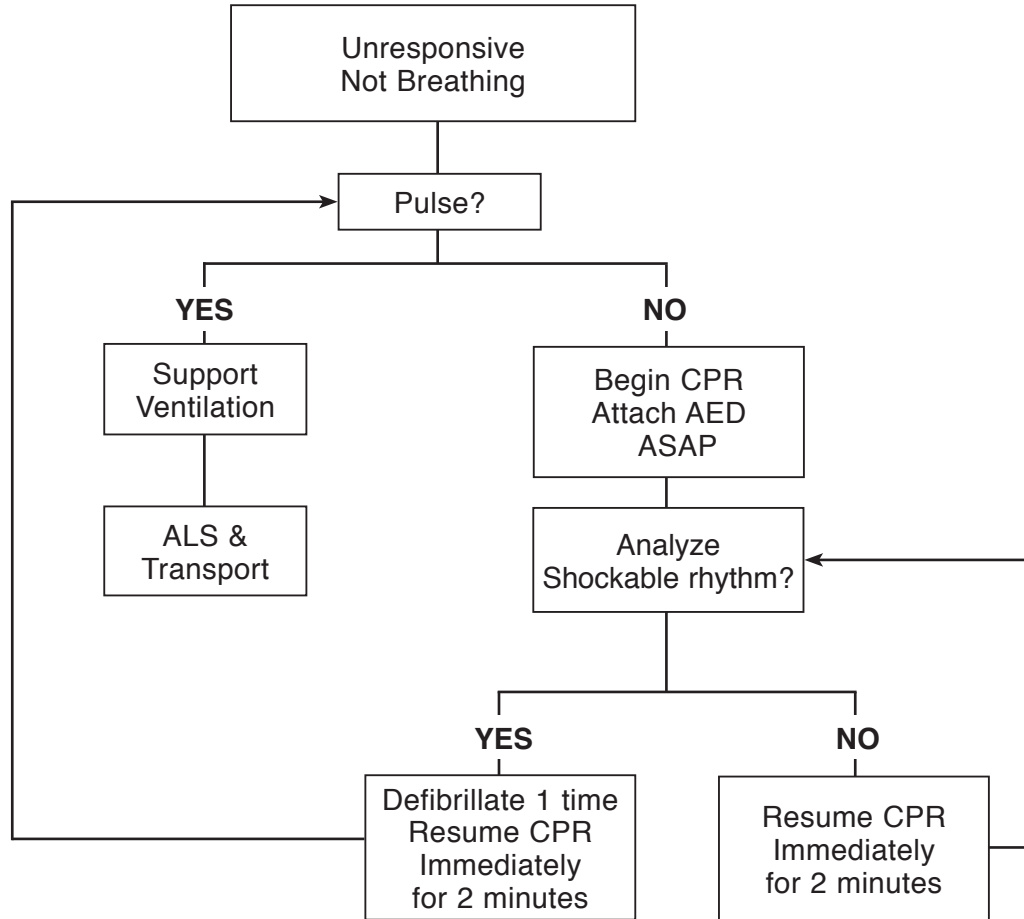 Unresponsive
Not Breathing
Pulse?
YES
NO
Support
Ventilation
Begin CPR
Attach AED
ASAP
ALS &
Transport
Analyze
Shockable rhythm?
YES
NO
Defibrillate 1 time
Resume CPR
Immediately
for 2 minutes
Resume CPR
Immediately
for 2 minutes